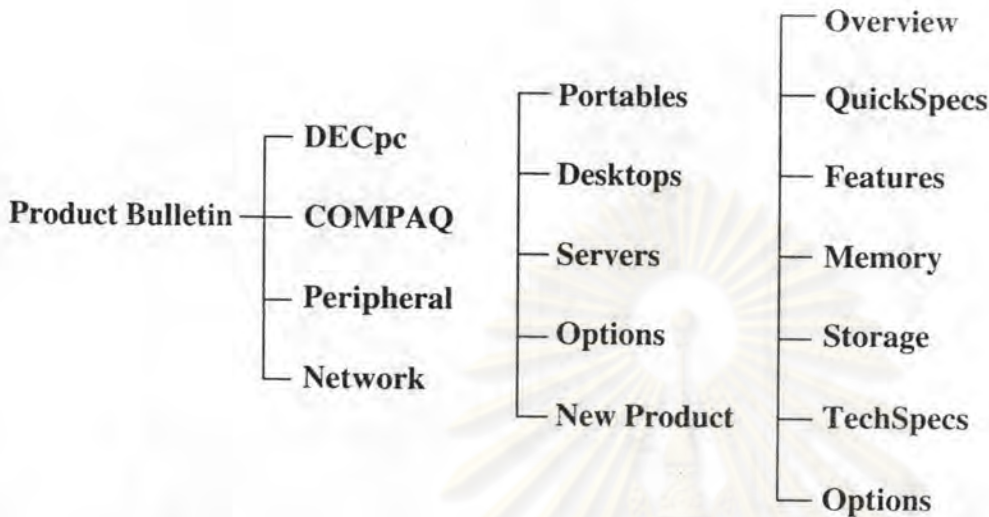 Product Bulletin
DECpc
COMPAQ
Peripheral
Network
Portables
Desktops
Servers
Options
New Product
Overview
QuickSpecs
Features
Memory
Storage
TechSpecs
Options